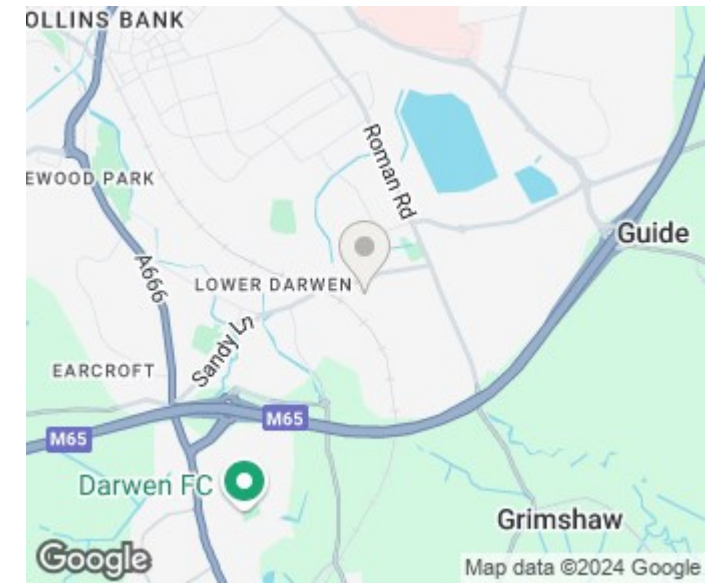 OLLINS BANK
Roman Rd
EWOOD PARK
Guide
A666
LOWER DARWEN
Sandy Ln
EARCROFT
M65
M65
Darwen FC
Grimshaw
Google
Map data ©2024 Google